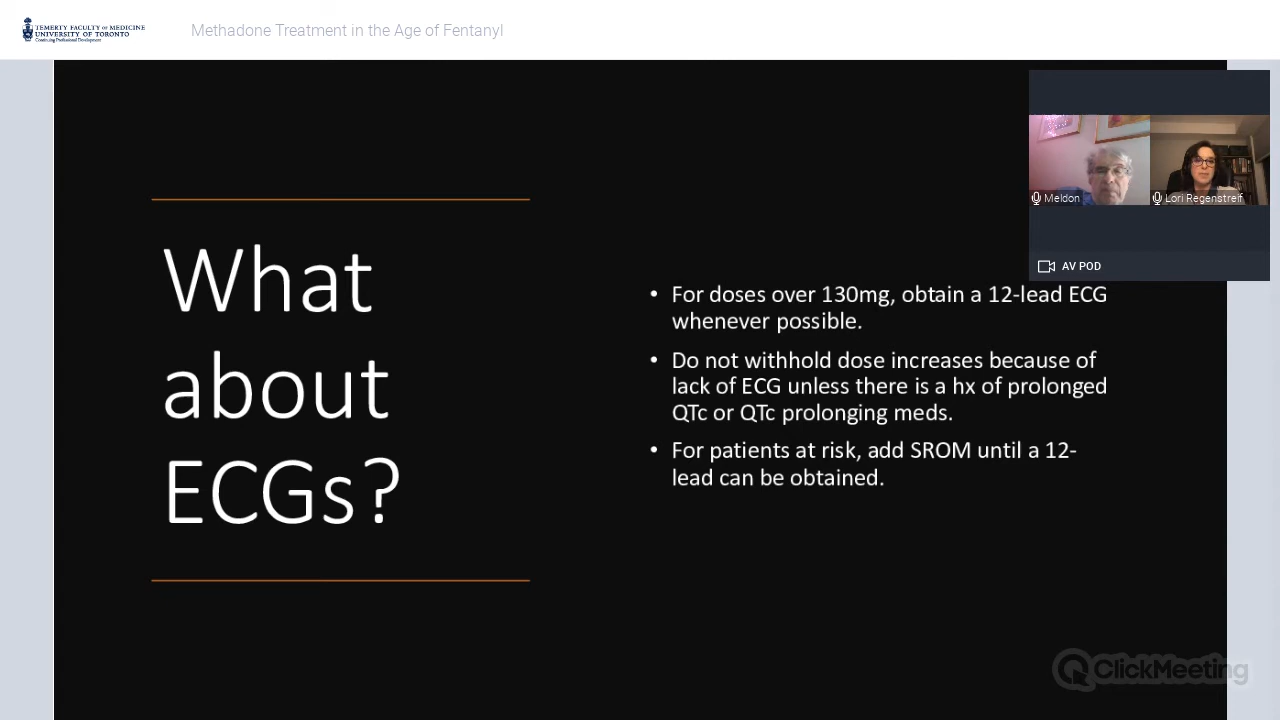 TEMERTY FACULTY OF MEDICINE
UNIVERSITY OF TORONTO
Continuing Professional Development
Methadone Treatment in the Age of Fentanyl
Meldon
Lori Regenstreif
AV POD
What
about
ECGs?
• For doses over 130mg, obtain a 12-lead ECG
whenever possible.
• Do not withhold dose increases because of
lack of ECG unless there is a hx of prolonged
QTc or QTc prolonging meds.
• For patients at risk, add SROM until a 12-
lead can be obtained.
ClickMeeting